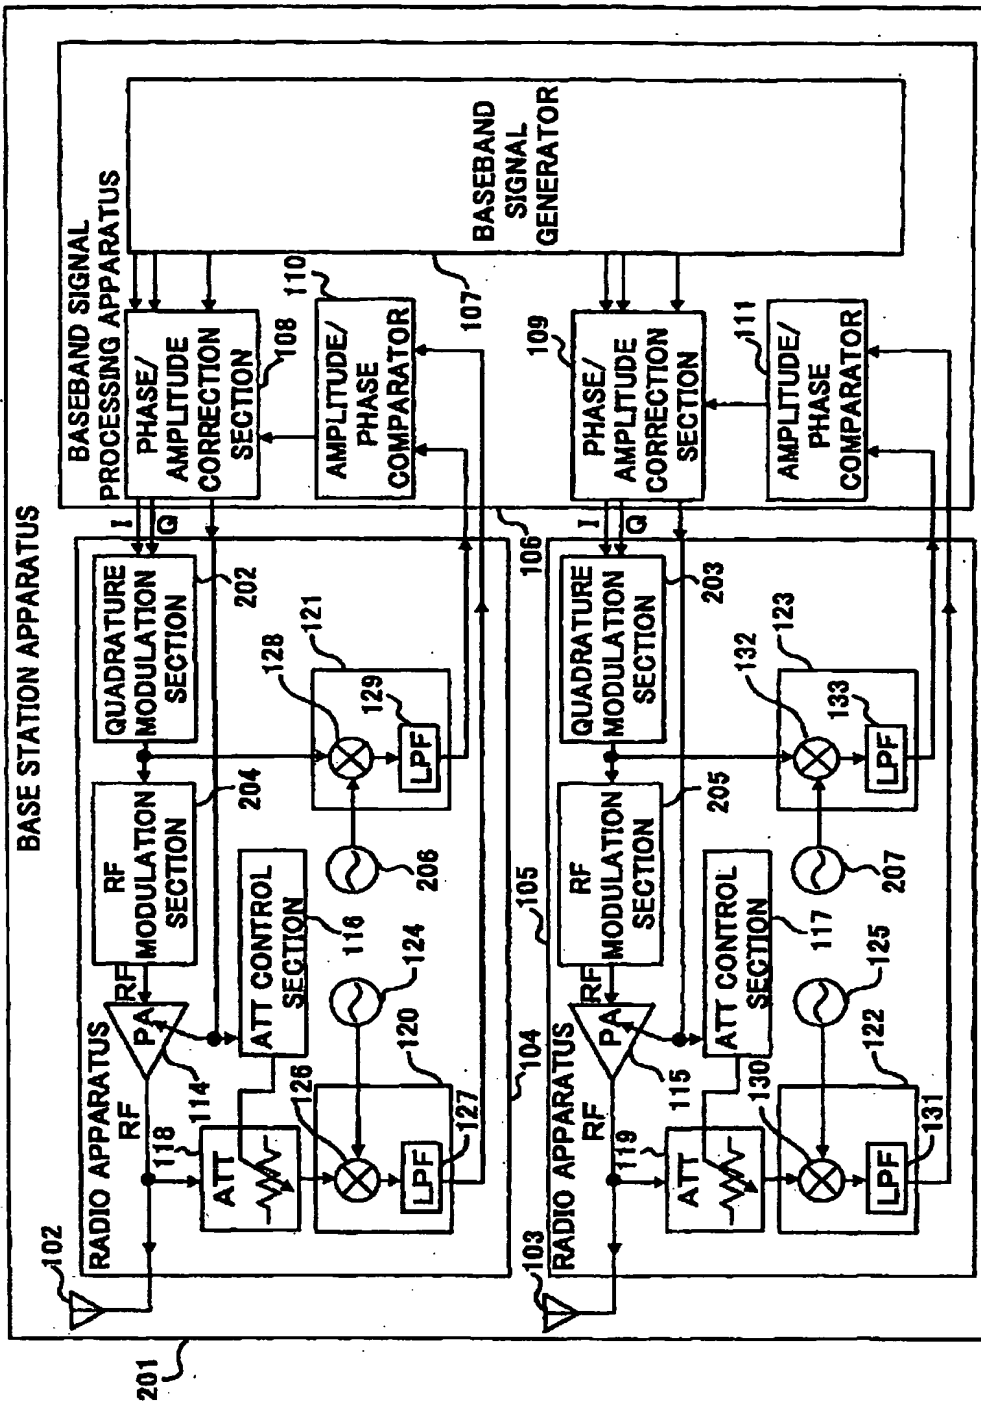 BASE STATION APPARATUS
201
102
RADIO APPARATUS
RF
114
PA
RF
RF
MODULATION
SECTION
204
QUADRATURE
MODULATION
SECTION
202
I
Q
BASEBAND SIGNAL
PROCESSING APPARATUS
PHASE/
AMPLITUDE
CORRECTION
SECTION
108
118
ATT
ATT CONTROL
SECTION
116
126
LPF
127
120
124
206
128
LPF
129
121
104
110
AMPLITUDE/
PHASE
COMPARATOR
107
BASEBAND
SIGNAL
GENERATOR
106
103
RADIO APPARATUS
105
RF
115
PA
RF
RF
MODULATION
SECTION
205
QUADRATURE
MODULATION
SECTION
203
I
Q
109
PHASE/
AMPLITUDE
CORRECTION
SECTION
119
ATT
ATT CONTROL
SECTION
117
130
LPF
131
122
125
207
132
LPF
133
123
111
AMPLITUDE/
PHASE
COMPARATOR